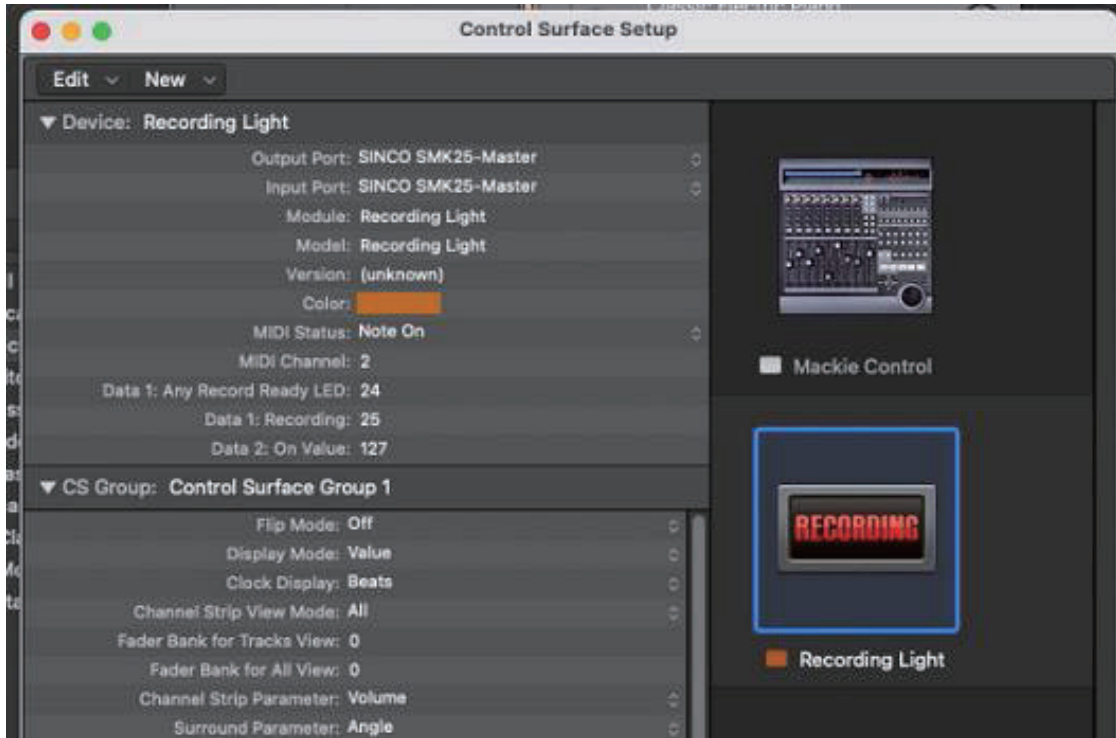 Control Surface Setup
Edit New
Device: Recording Light
Output Port: SINCO SMK25-Master
Input Port: SINCO SMK25-Master
Module: Recording Light
Model: Recording Light
Version: (unknown)
Color:
MIDI Status: Note On
MIDI Channel: 2
Data 1: Any Record Ready LED: 24
Data 1: Recording: 25
Data 2: On Value: 127
CS Group: Control Surface Group 1
Flip Mode: Off
Display Mode: Value
Clock Display: Beats
Channel Strip View Mode: All
Fader Bank for Tracks View: 0
Fader Bank for All View: 0
Channel Strip Parameter: Volume
Surround Parameter: Angle
Mackie Control
RECORDING
Recording Light